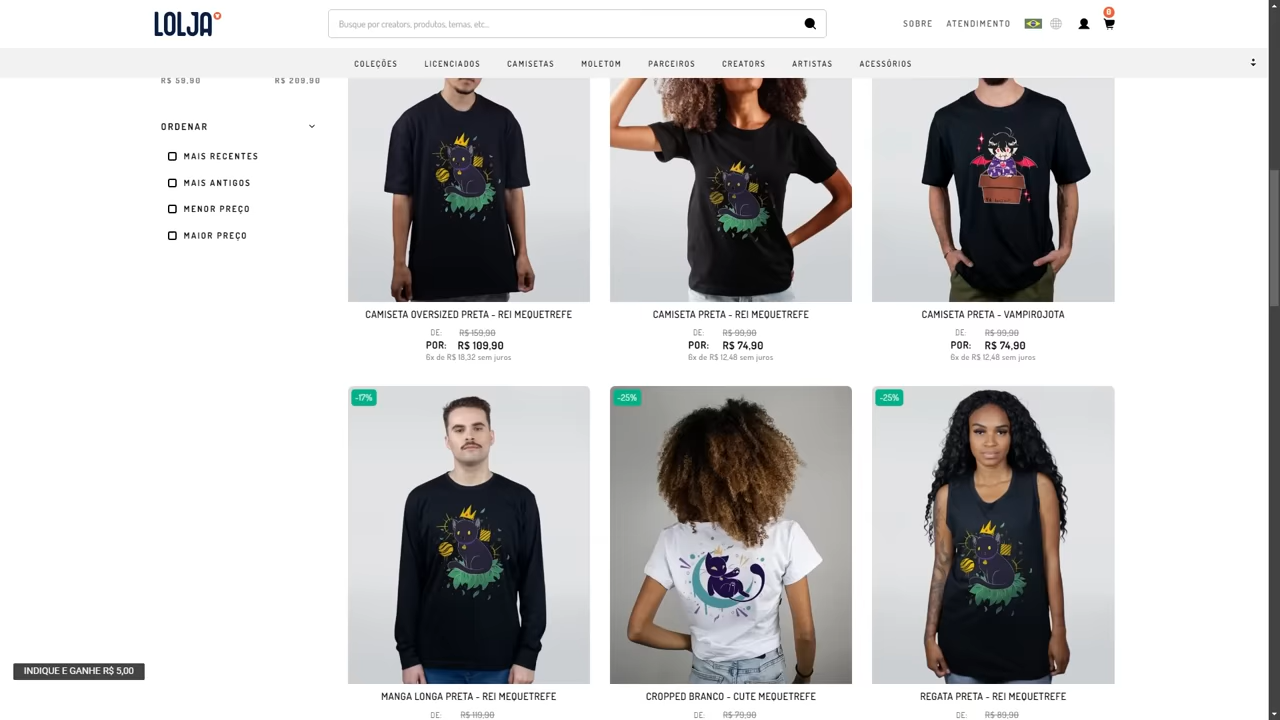 LOLJA
Busque por creators, produtos, temas, etc...
SOBRE
ATENDIMENTO
0
COLEÇÕES
LICENCIADOS
CAMISETAS
MOLETOM
PARCEIROS
CREATORS
ARTISTAS
ACESSÓRIOS
R$ 59,90
R$ 209,90
ORDENAR
MAIS RECENTES
MAIS ANTIGOS
MENOR PREÇO
MAIOR PREÇO
CAMISETA OVERSIZED PRETA - REI MEQUETREFE
DE: R$ 159,90
POR: R$ 109,90
6x de R$ 18,32 sem juros
CAMISETA PRETA - REI MEQUETREFE
DE: R$ 99,90
POR: R$ 74,90
6x de R$ 12,48 sem juros
CAMISETA PRETA - VAMPIROJOTA
DE: R$ 99,90
POR: R$ 74,90
6x de R$ 12,48 sem juros
-17%
-25%
-25%
MANGA LONGA PRETA - REI MEQUETREFE
DE: R$ 119,90
CROPPED BRANCO - CUTE MEQUETREFE
DE: R$ 79,90
REGATA PRETA - REI MEQUETREFE
DE: R$ 89,90
INDIQUE E GANHE R$ 5,00